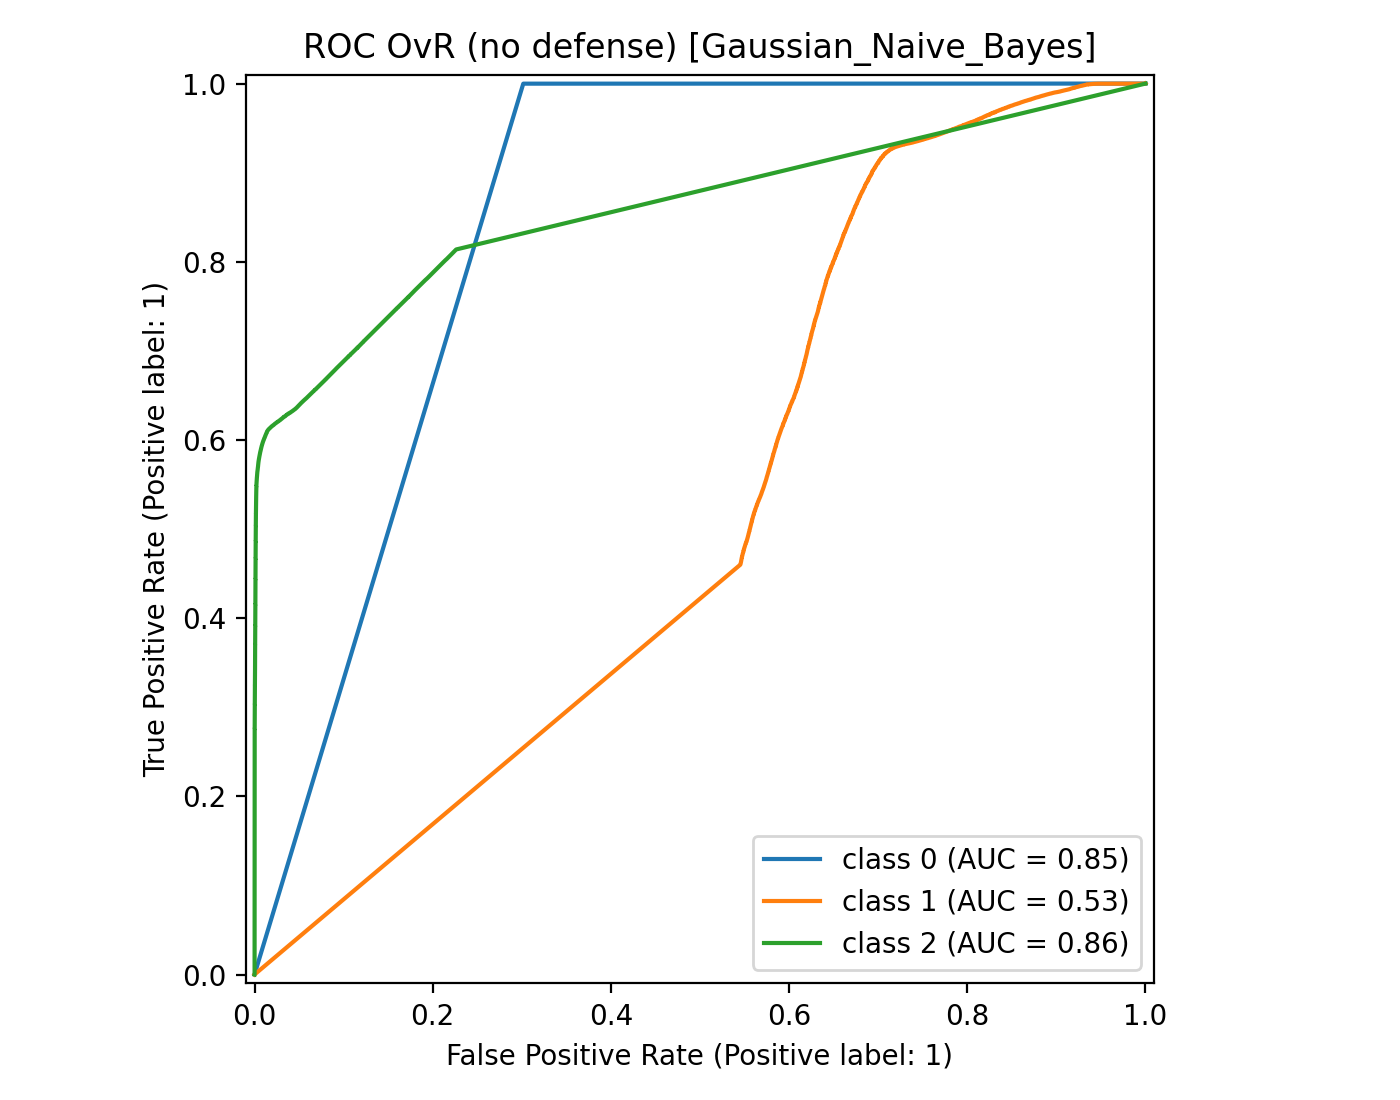 ROC OvR (no defense) [Gaussian_Naive_Bayes]
True Positive Rate (Positive label: 1)
1.0
0.8
0.6
0.4
0.2
0.0
class 0 (AUC = 0.85)
class 1 (AUC = 0.53)
class 2 (AUC = 0.86)
0.0 0.2 0.4 0.6 0.8 1.0
False Positive Rate (Positive label: 1)